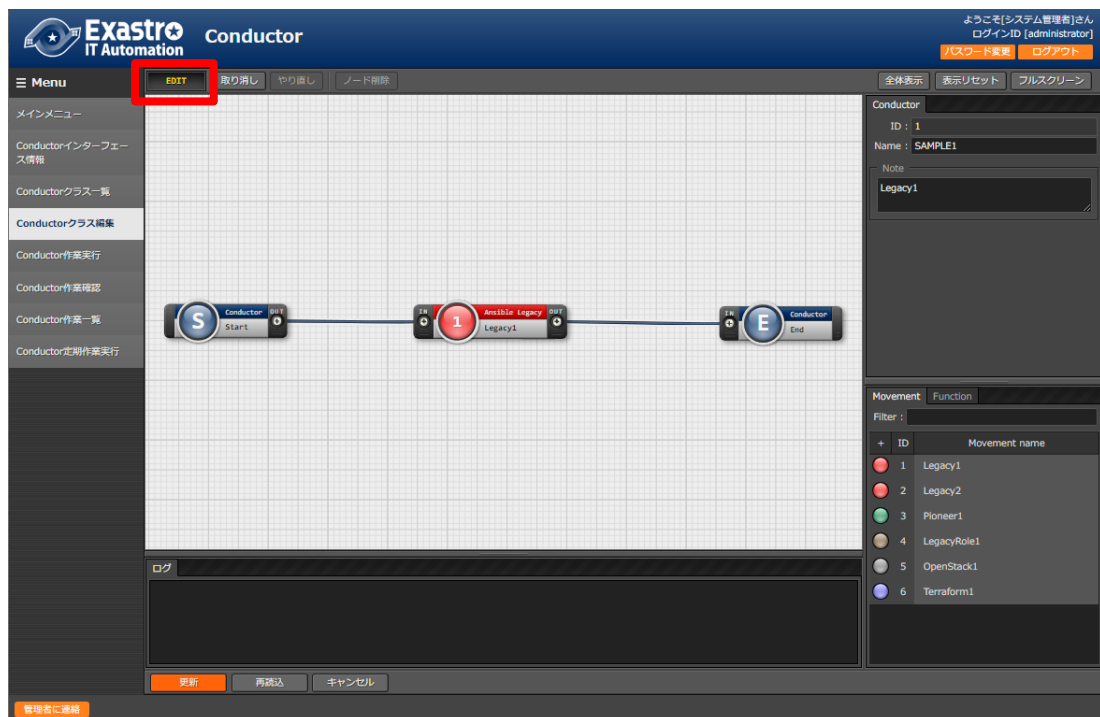 Exastro
IT Automation
Conductor
ようこそ[システム管理者]さん
ログインID [administrator]
パスワード変更 ログアウト
☰ Menu
メインメニュー
Conductorインターフェー
ス情報
Conductorクラス一覧
Conductorクラス編集
Conductor作業実行
Conductor作業確認
Conductor作業一覧
Conductor定期作業実行
EDIT 取り消し やり直し ノード削除
全体表示 表示リセット フルスクリーン
S Conductor OUT
Start
IN 1 Ansible Legacy OUT
Legacy1
IN E Conductor
End
Conductor
ID : 1
Name : SAMPLE1
Note
Legacy1
Movement Function
Filter :
+ ID Movement name
1 Legacy1
2 Legacy2
3 Pioneer1
4 LegacyRole1
5 OpenStack1
6 Terraform1
ログ
更新 再読込 キャンセル
管理者に連絡